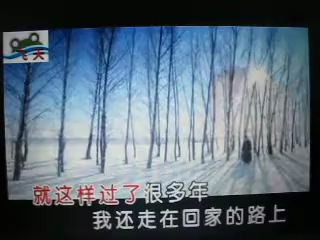 飞天
就这样过了很多年
我还走在回家的路上